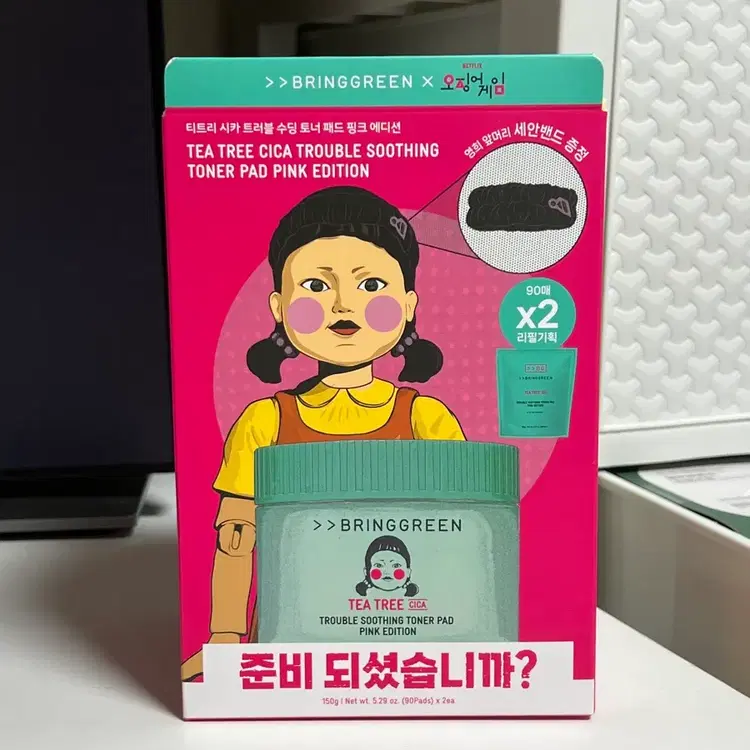 >>BRINGGREEN × NETFLIX 오징어게임
티트리 시카 트러블 수딩 토너 패드 핑크 에디션
TEA TREE CICA TROUBLE SOOTHING
TONER PAD PINK EDITION
영희 앞머리 세안밴드 증정
90매
x2
리필기획
>>BRINGGREEN
>>BRINGGREEN
TEA TREE CICA
TROUBLE SOOTHING TONER PAD
PINK EDITION
준비 되셨습니까?
150g | Net wt. 5.29 oz. (90Pads) x 2ea